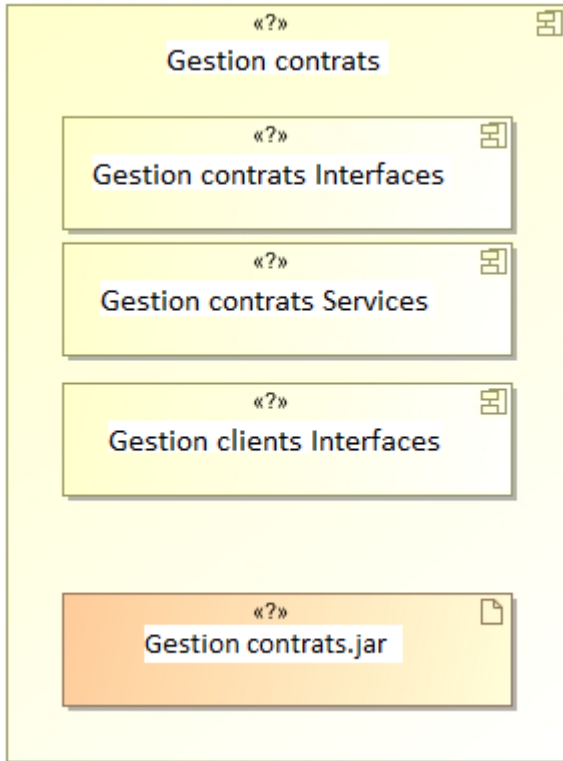 «?»
Gestion contrats
«?»
Gestion contrats Interfaces
«?»
Gestion contrats Services
«?»
Gestion clients Interfaces
«?»
Gestion contrats.jar